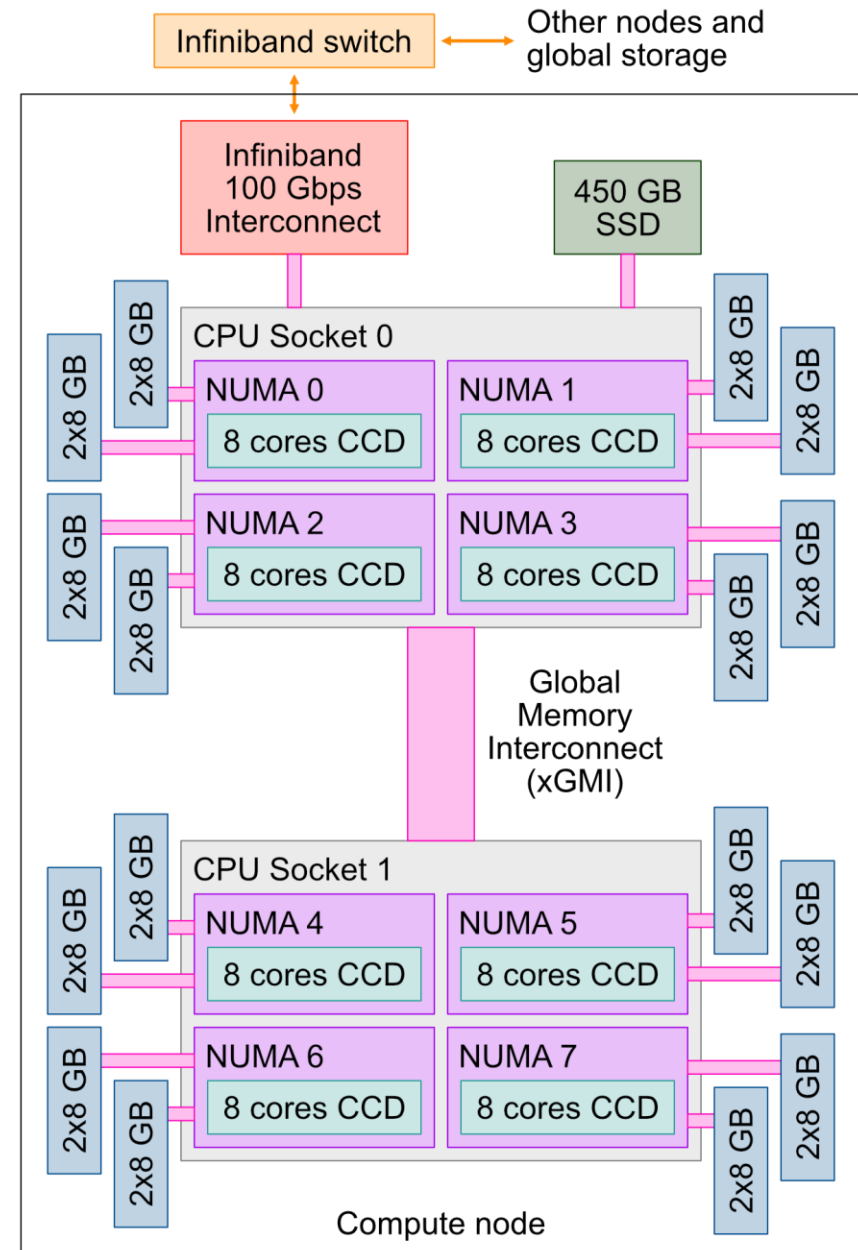 Infiniband switch
Other nodes and
global storage
Infiniband
100 Gbps
Interconnect
450 GB
SSD
2x8 GB
2x8 GB
CPU Socket 0
2x8 GB
2x8 GB
NUMA 0
8 cores CCD
NUMA 1
8 cores CCD
2x8 GB
2x8 GB
NUMA 2
8 cores CCD
NUMA 3
8 cores CCD
2x8 GB
2x8 GB
Global
Memory
Interconnect
(xGMI)
2x8 GB
2x8 GB
CPU Socket 1
2x8 GB
2x8 GB
NUMA 4
8 cores CCD
NUMA 5
8 cores CCD
2x8 GB
2x8 GB
NUMA 6
8 cores CCD
NUMA 7
8 cores CCD
2x8 GB
2x8 GB
Compute node